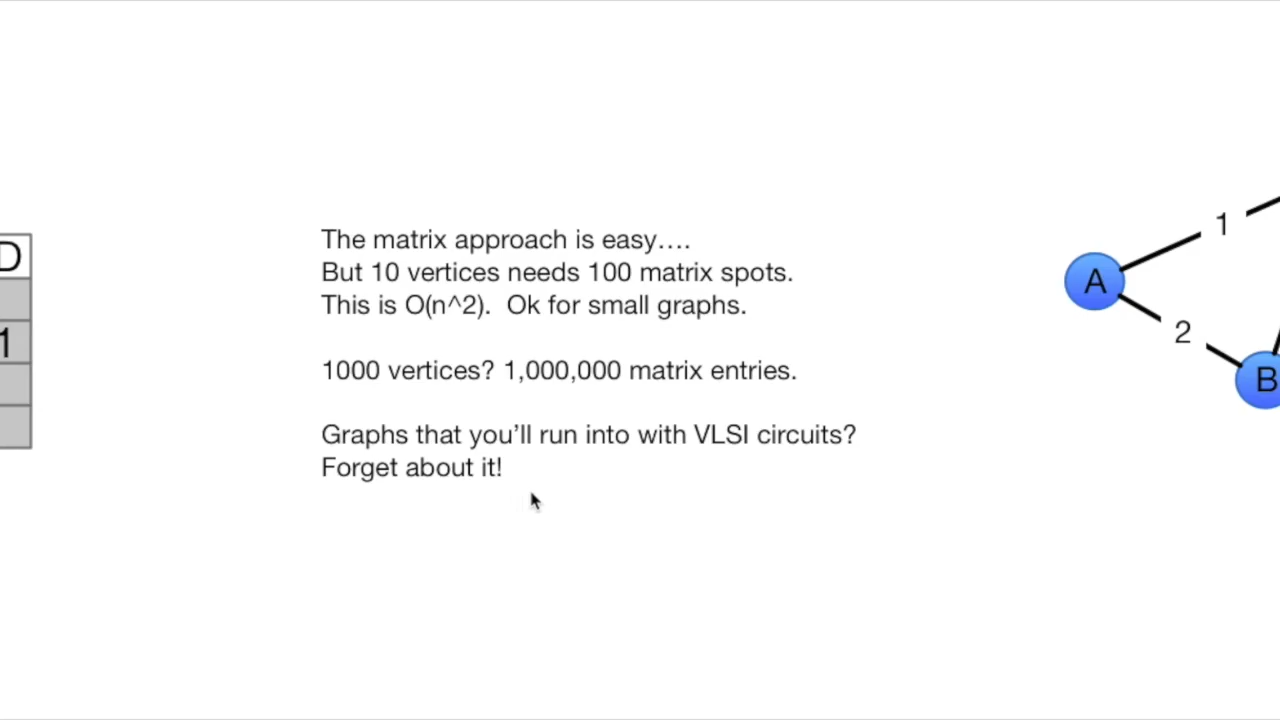 The matrix approach is easy….
But 10 vertices needs 100 matrix spots.
This is O(n^2).  Ok for small graphs.
1000 vertices? 1,000,000 matrix entries.
Graphs that you’ll run into with VLSI circuits?
Forget about it!
D
1
1
A
2
B